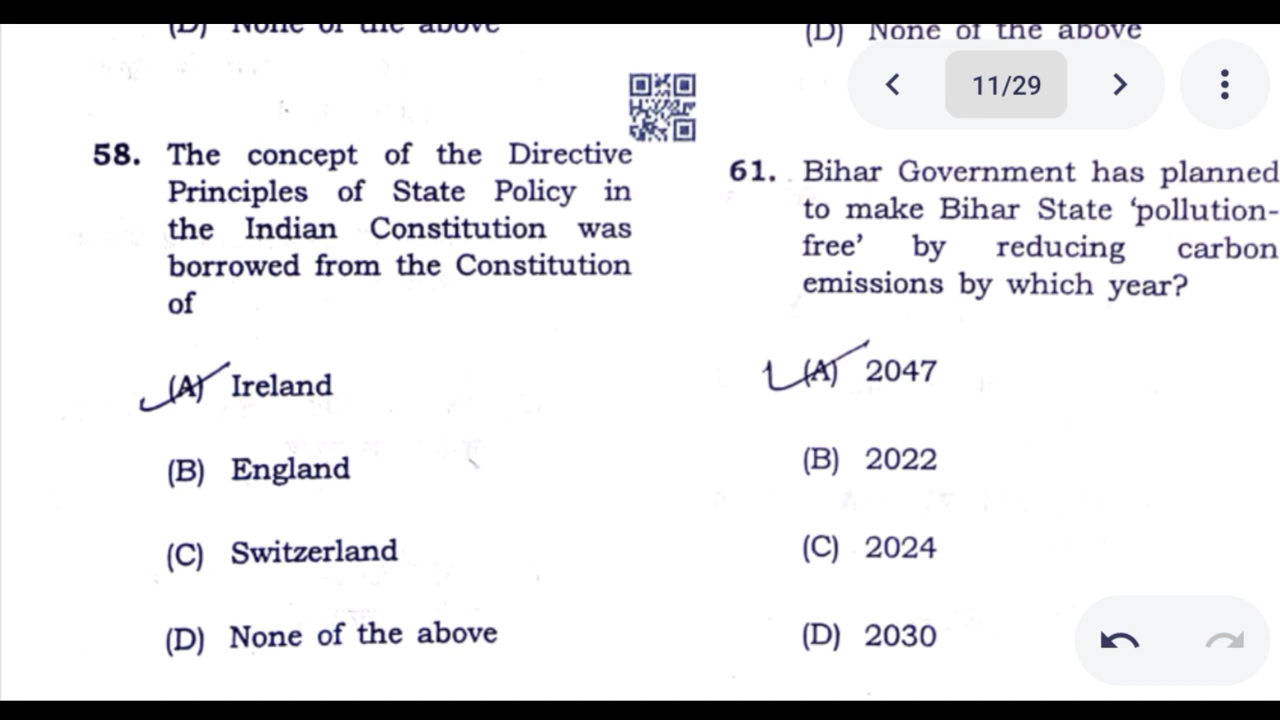 (D) None of the above
58. The concept of the Directive
Principles of State Policy in
the Indian Constitution was
borrowed from the Constitution
of
(A) Ireland
(B) England
(C) Switzerland
(D) None of the above
(D) None of the above
11/29
61. Bihar Government has planned
to make Bihar State ‘pollution-
free’ by reducing carbon
emissions by which year?
(A) 2047
(B) 2022
(C) 2024
(D) 2030